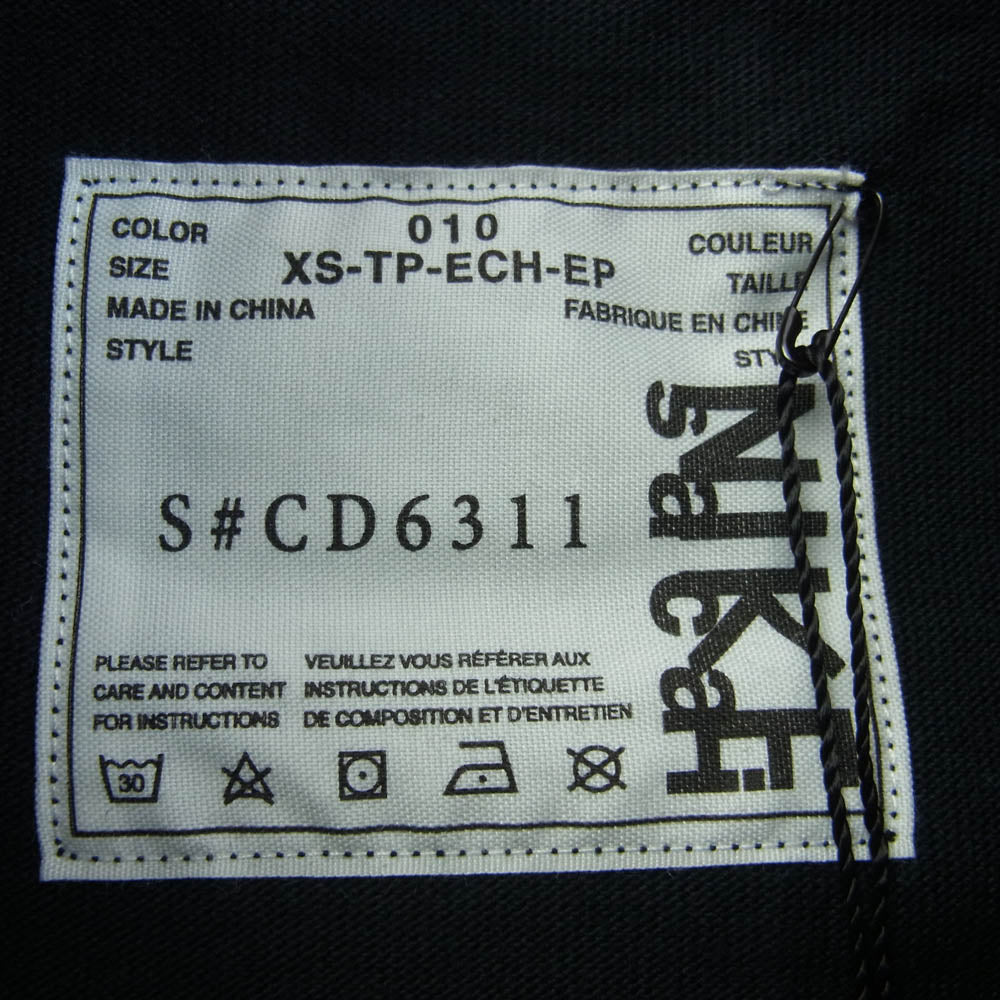 COLOR 010 COULEUR
SIZE XS-TP-ECH-EP TAILLE
MADE IN CHINA FABRIQUE EN CHINE
STYLE STYLE
NIKE
sacai
S#CD6311
PLEASE REFER TO VEUILLEZ VOUS RÉFÉRER AUX
CARE AND CONTENT INSTRUCTIONS DE L'ÉTIQUETTE
FOR INSTRUCTIONS DE COMPOSITION ET D'ENTRETIEN
30